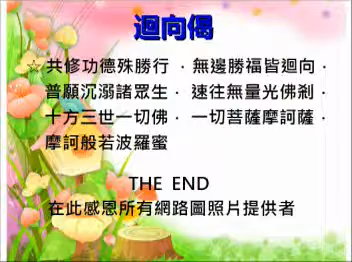 迴向偈
☆ 共修功德殊勝行﹐無邊勝福皆迴向﹐
普願沉溺諸眾生﹐速往無量光佛剎﹐
十方三世一切佛﹐一切菩薩摩訶薩﹐
摩訶般若波羅蜜
THE END
在此感恩所有網路圖照片提供者